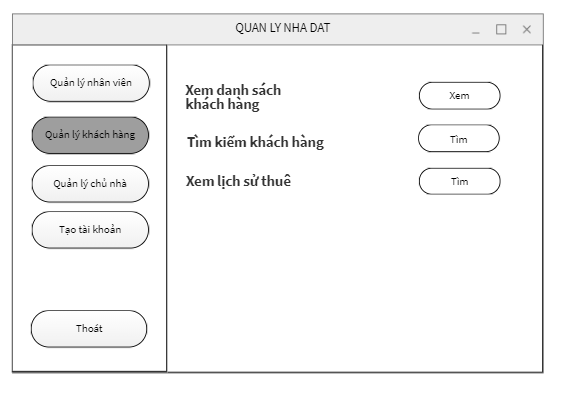 QUAN LY NHA DAT
Quản lý nhân viên
Quản lý khách hàng
Quản lý chủ nhà
Tạo tài khoản
Thoát
Xem danh sách
khách hàng
Xem
Tìm kiếm khách hàng
Tìm
Xem lịch sử thuê
Tìm